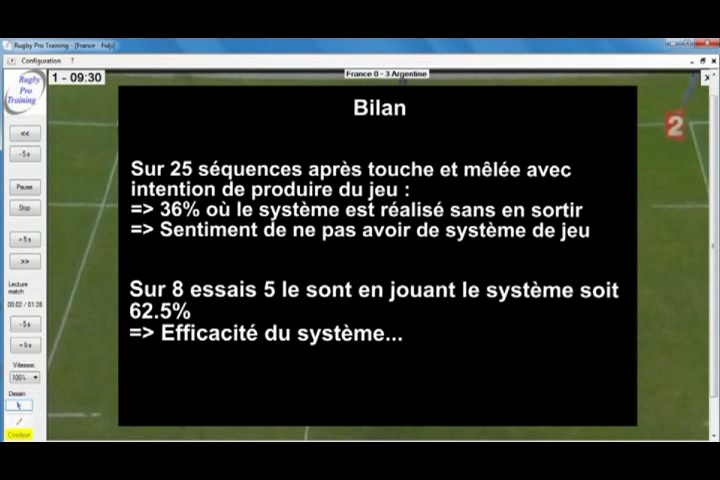 Rugby Pro Training - [France - Fidji]
Configuration ?
Rugby
Pro
Training
1 - 09:30
France 0 - 3 Argentine
X
<<
- 5 s
Pause
Stop
+ 5 s
>>
Lecture
match
00:02 / 01:28
- 5 s
+ 5 s
Vitesse:
100%
Dessin
Couleur
2
Bilan
Sur 25 séquences après touche et mêlée avec
intention de produire du jeu :
=> 36% où le système est réalisé sans en sortir
=> Sentiment de ne pas avoir de système de jeu
Sur 8 essais 5 le sont en jouant le système soit
62.5%
=> Efficacité du système...